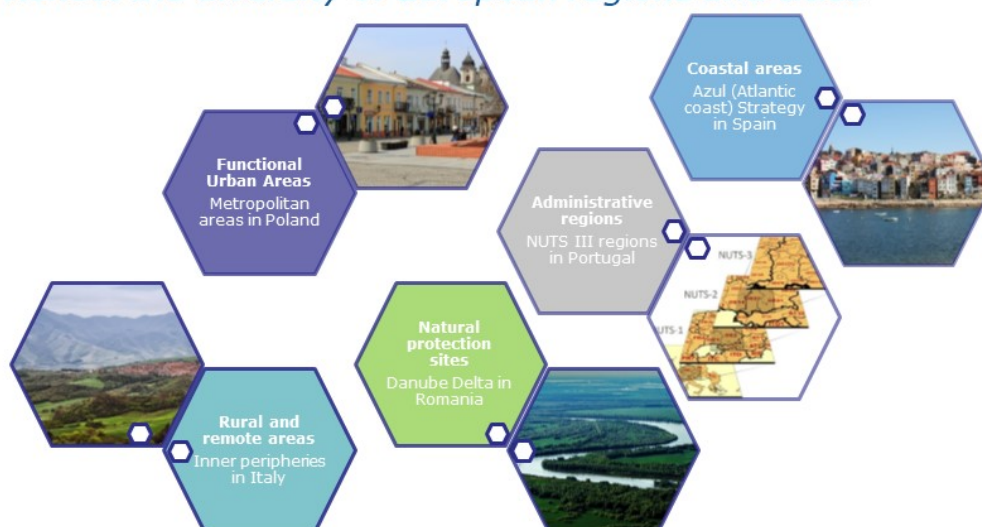 Coastal areas
Azul (Atlantic
coast) Strategy
in Spain
Functional
Urban Areas
Metropolitan
areas in Poland
Administrative
regions
NUTS III regions
in Portugal
NUTS-3
NUTS-2
UTS-1
Natural
protection
sites
Danube Delta in
Romania
Rural and
remote areas
Inner peripheries
in Italy